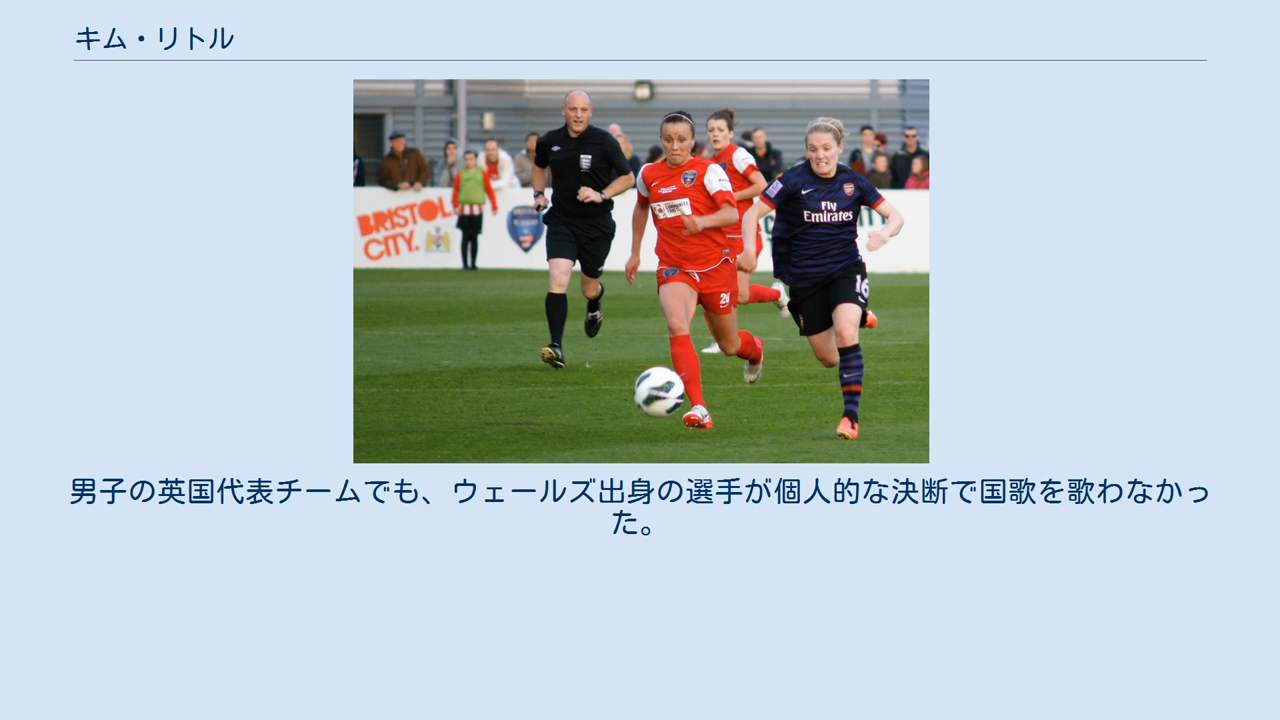 キム・リトル
BRISTOL
CITY.
Fly
Emirates
16
26
男子の英国代表チームでも、ウェールズ出身の選手が個人的な決断で国歌を歌わなかっ
た。